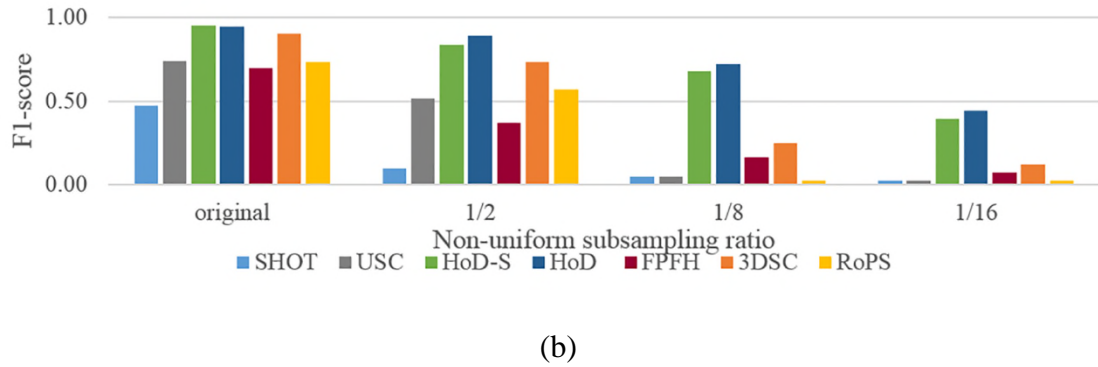 1.00
0.50
0.00
F1-score
original 1/2 1/8 1/16
Non-uniform subsampling ratio
SHOT USC HoD-S HoD FPFH 3DSC RoPS
(b)